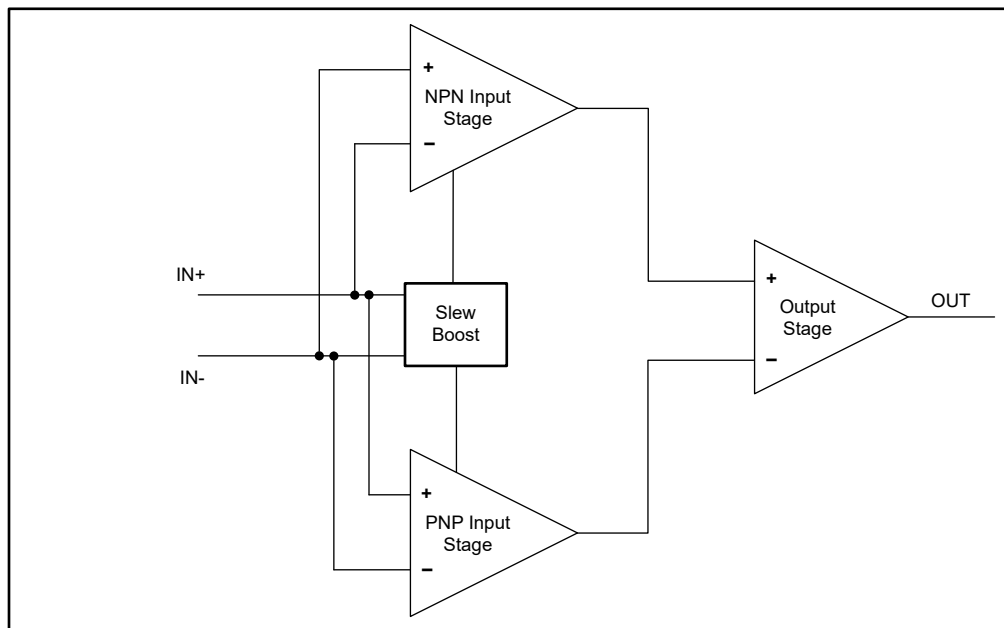 +
NPN Input
Stage
−
IN+
Slew
Boost
IN-
+
Output
Stage
−
OUT
+
PNP Input
Stage
−